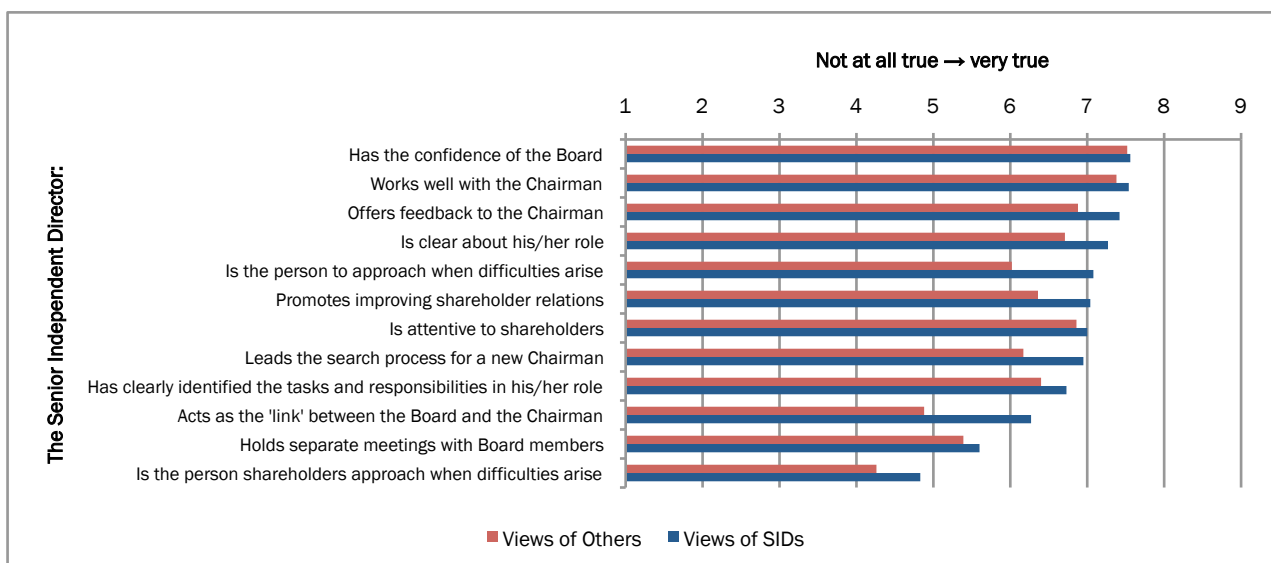 Not at all true → very true
1 2 3 4 5 6 7 8 9
The Senior Independent Director:
Has the confidence of the Board
Works well with the Chairman
Offers feedback to the Chairman
Is clear about his/her role
Is the person to approach when difficulties arise
Promotes improving shareholder relations
Is attentive to shareholders
Leads the search process for a new Chairman
Has clearly identified the tasks and responsibilities in his/her role
Acts as the 'link' between the Board and the Chairman
Holds separate meetings with Board members
Is the person shareholders approach when difficulties arise
Views of Others Views of SIDs